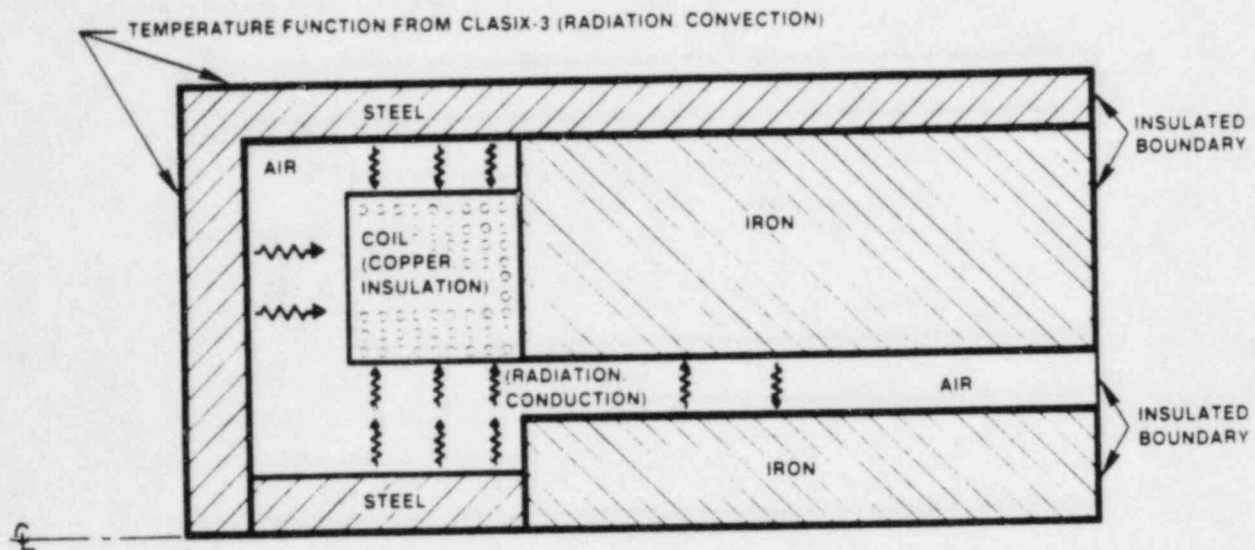 TEMPERATURE FUNCTION FROM CLASIX-3 (RADIATION. CONVECTION)
STEEL
INSULATED
BOUNDARY
AIR
IRON
COIL
(COPPER.
INSULATION)
(RADIATION.
CONDUCTION)
AIR
INSULATED
BOUNDARY
IRON
STEEL